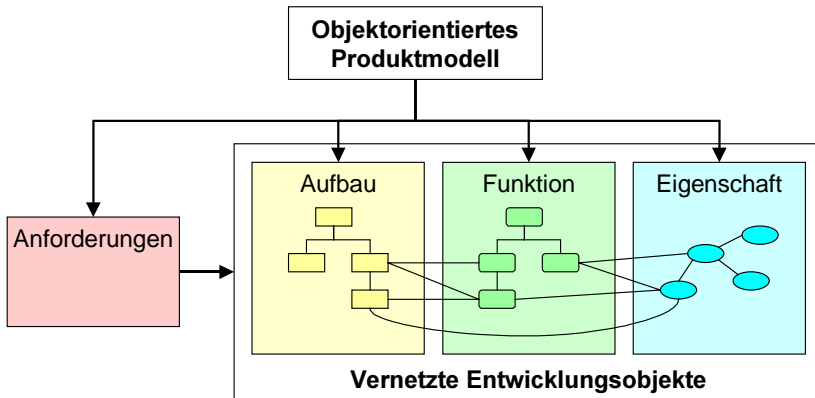 Objektorientiertes
Produktmodell
Aufbau
Funktion
Eigenschaft
Anforderungen
Vernetzte Entwicklungsobjekte